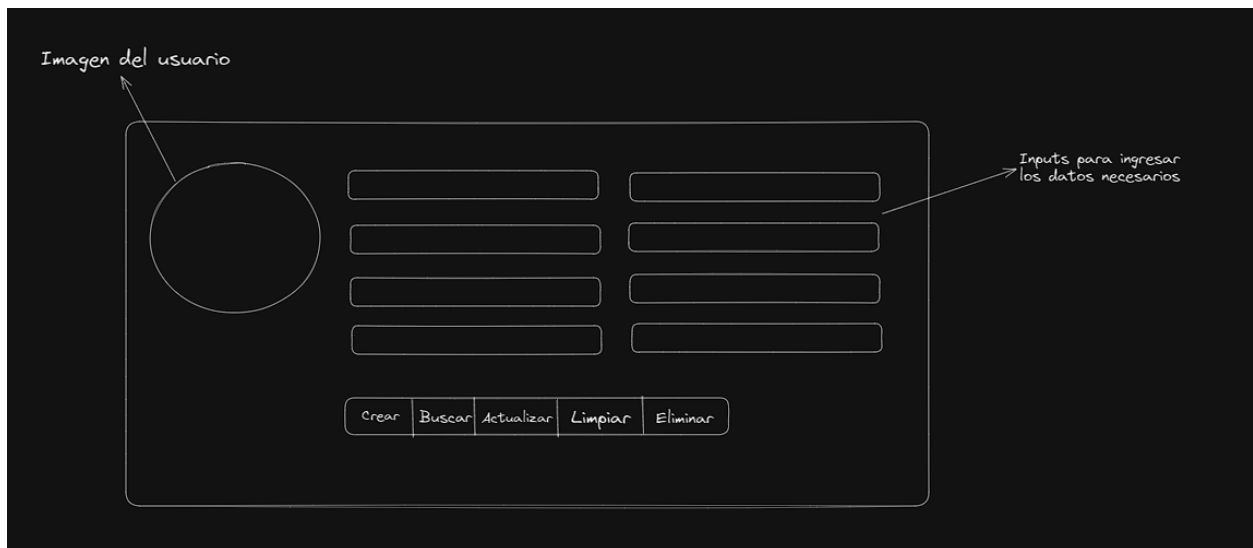 Imagen del usuario
Inputs para ingresar
los datos necesarios
Crear Buscar Actualizar Limpiar Eliminar